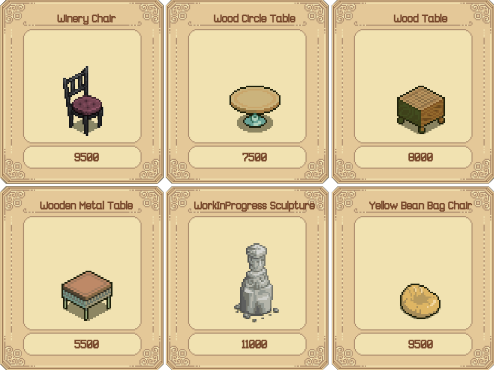 Winery Chair
Wood Circle Table
Wood Table
9500
7500
8000
Wooden Metal Table
WorkInProgress Sculpture
Yellow Bean Bag Chair
5500
11000
9500